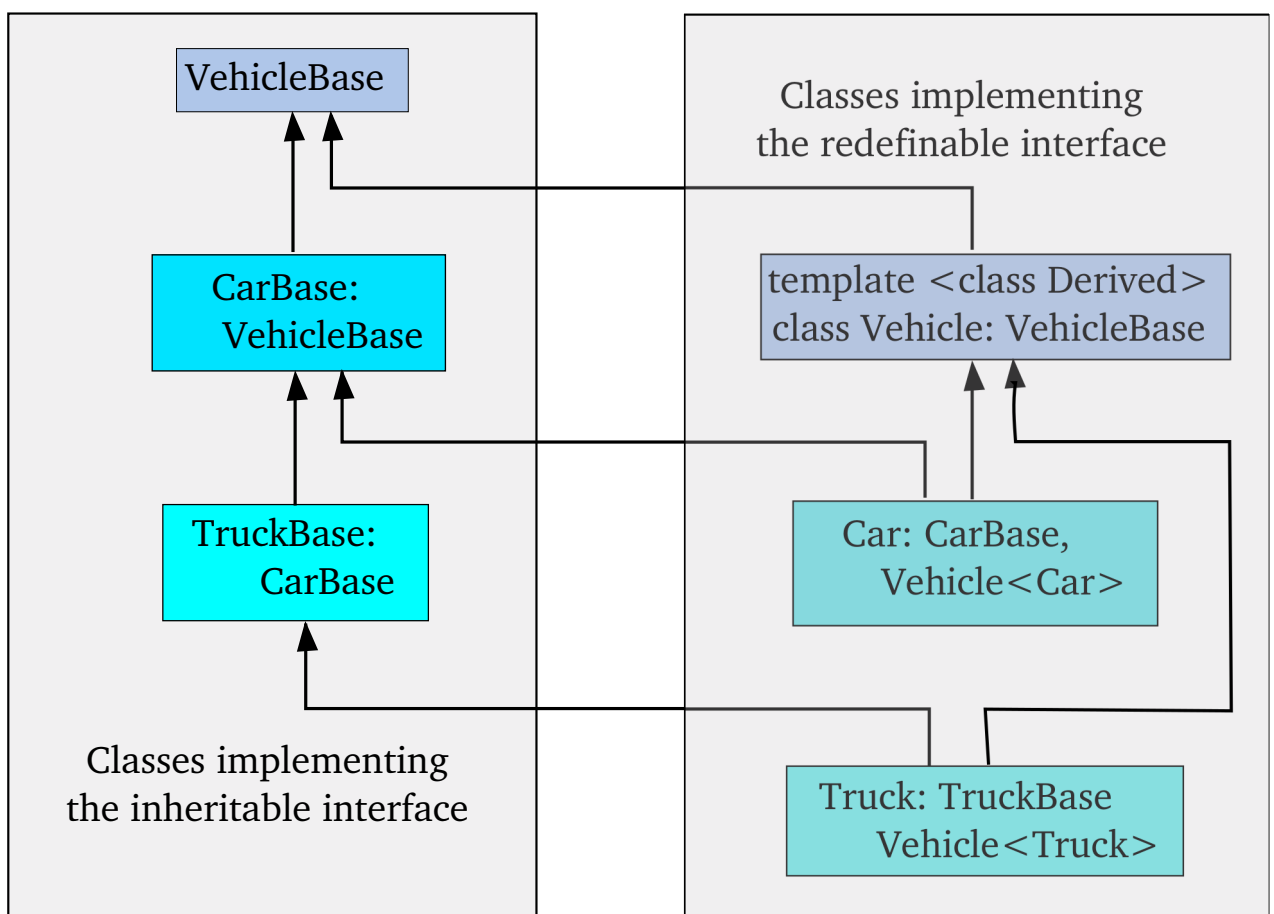 VehicleBase
CarBase:
VehicleBase
TruckBase:
CarBase
Classes implementing
the inheritable interface
Classes implementing
the redefinable interface
template <class Derived>
class Vehicle: VehicleBase
Car: CarBase,
Vehicle<Car>
Truck: TruckBase
Vehicle<Truck>